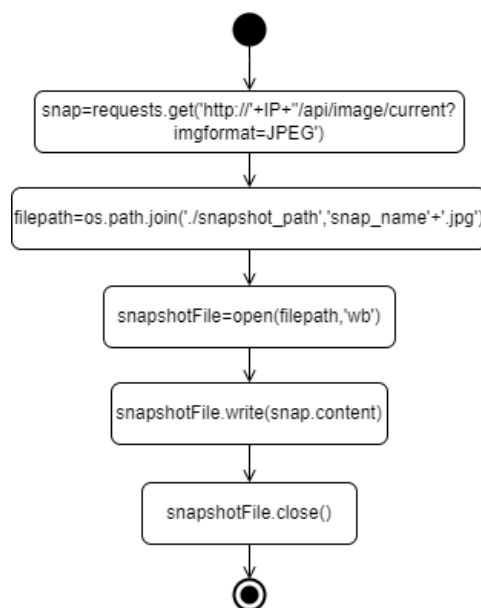 snap=requests.get('http://'+IP+"/api/image/current?
imgformat=JPEG')
filepath=os.path.join('./snapshot_path','snap_name'+'.jpg')
snapshotFile=open(filepath,'wb')
snapshotFile.write(snap.content)
snapshotFile.close()